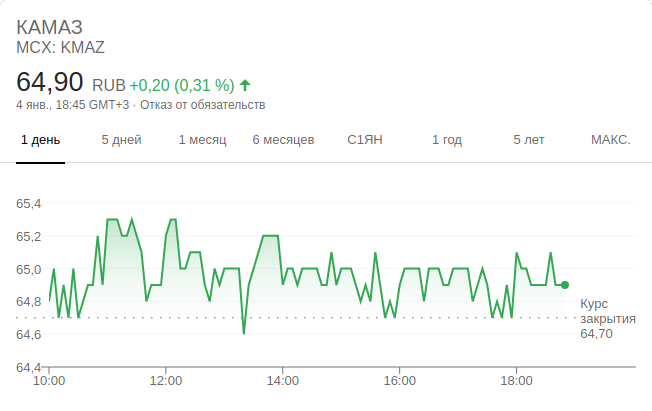 КАМАЗ
MCX: KMAZ
64,90 RUB +0,20 (0,31 %)
4 янв., 18:45 GMT+3 · Отказ от обязательств
1 день 5 дней 1 месяц 6 месяцев С1ЯН 1 год 5 лет МАКС.
65,4
65,2
65,0
64,8
64,6
64,4
Курс
закрытия
64,70
10:00 12:00 14:00 16:00 18:00